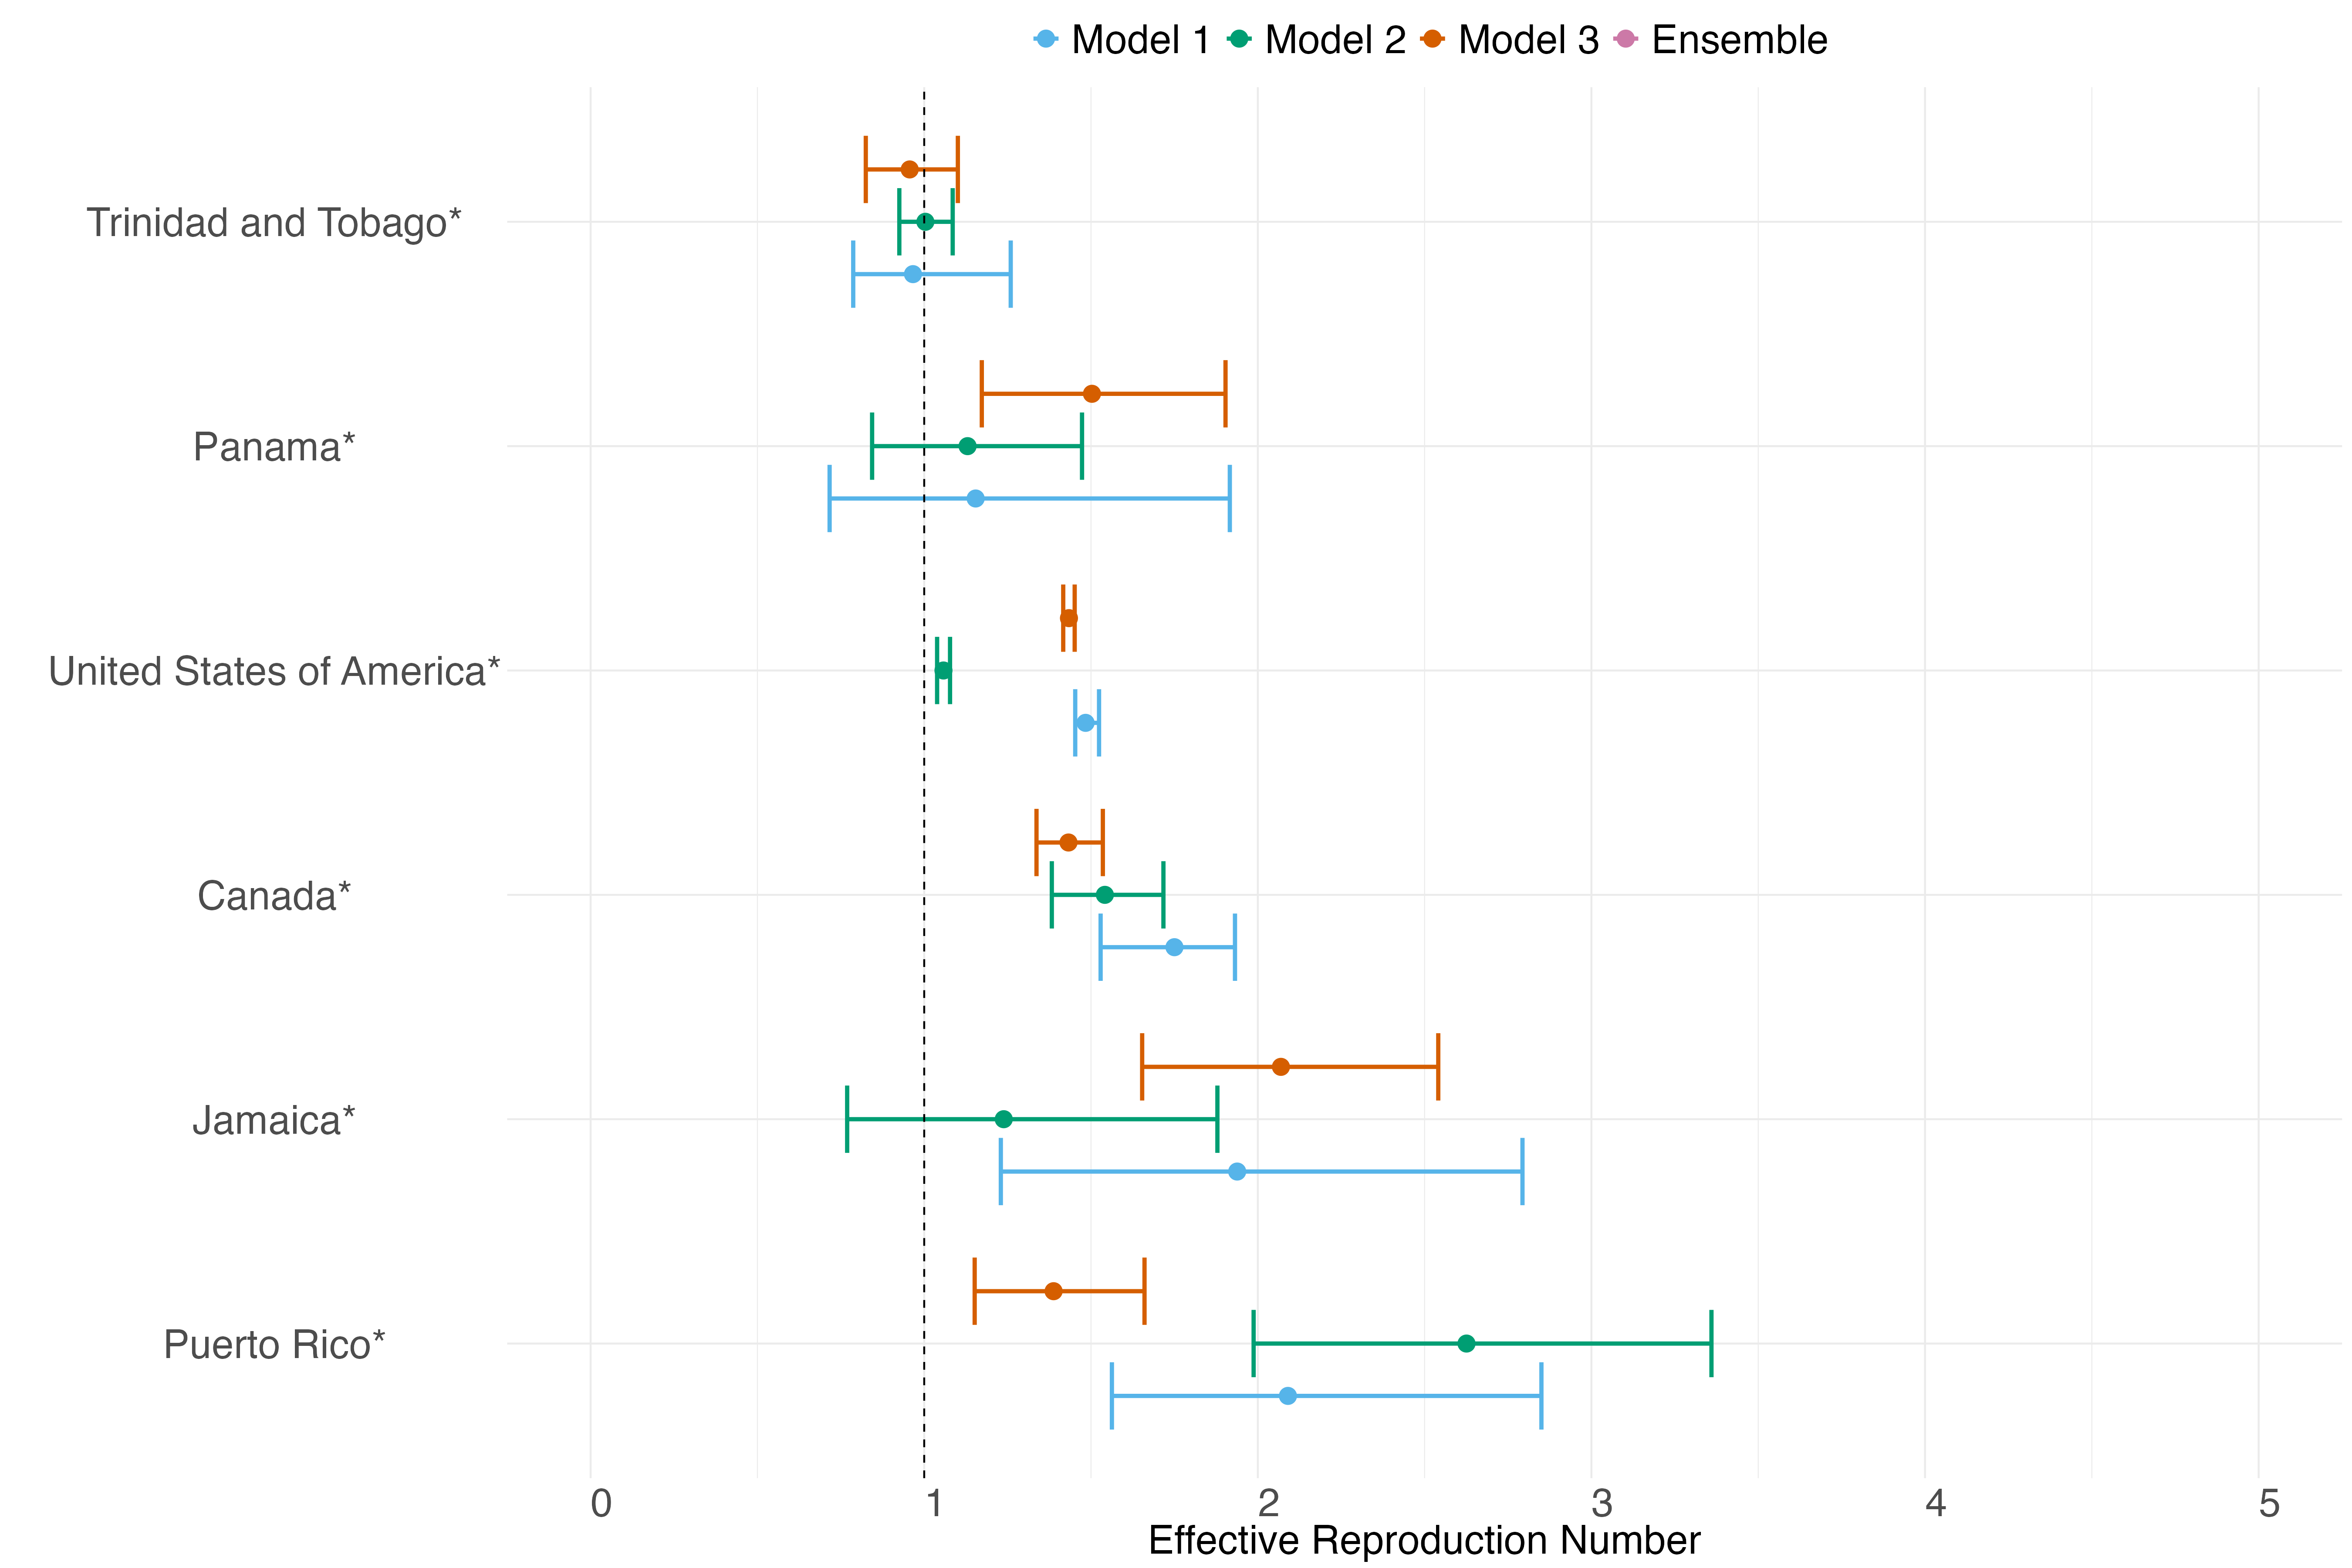 Model 1 Model 2 Model 3 Ensemble
Trinidad and Tobago*
Panama*
United States of America*
Canada*
Jamaica*
Puerto Rico*
0 1 2 3 4 5
Effective Reproduction Number